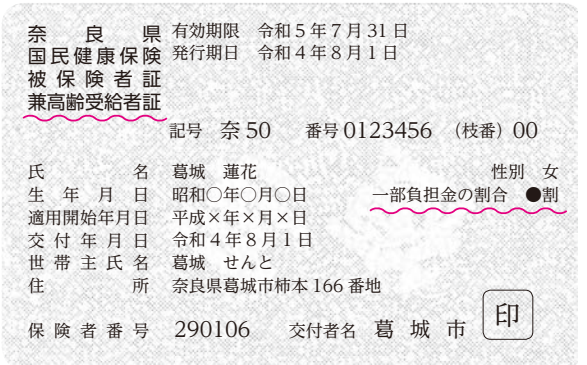 奈良県 有効期限 令和5年7月31日
国民健康保険 発行期日 令和4年8月1日
被保険者証
兼高齢受給者証
記号 奈50 番号 0123456 (枝番) 00
氏名 葛城 蓮花 性別 女
生年月日 昭和○年○月○日 一部負担金の割合 ●割
適用開始年月日 平成×年×月×日
交付年月日 令和4年8月1日
世帯主氏名 葛城 せんと
住所 奈良県葛城市柿本166番地
保険者番号 290106 交付者名 葛城市 印